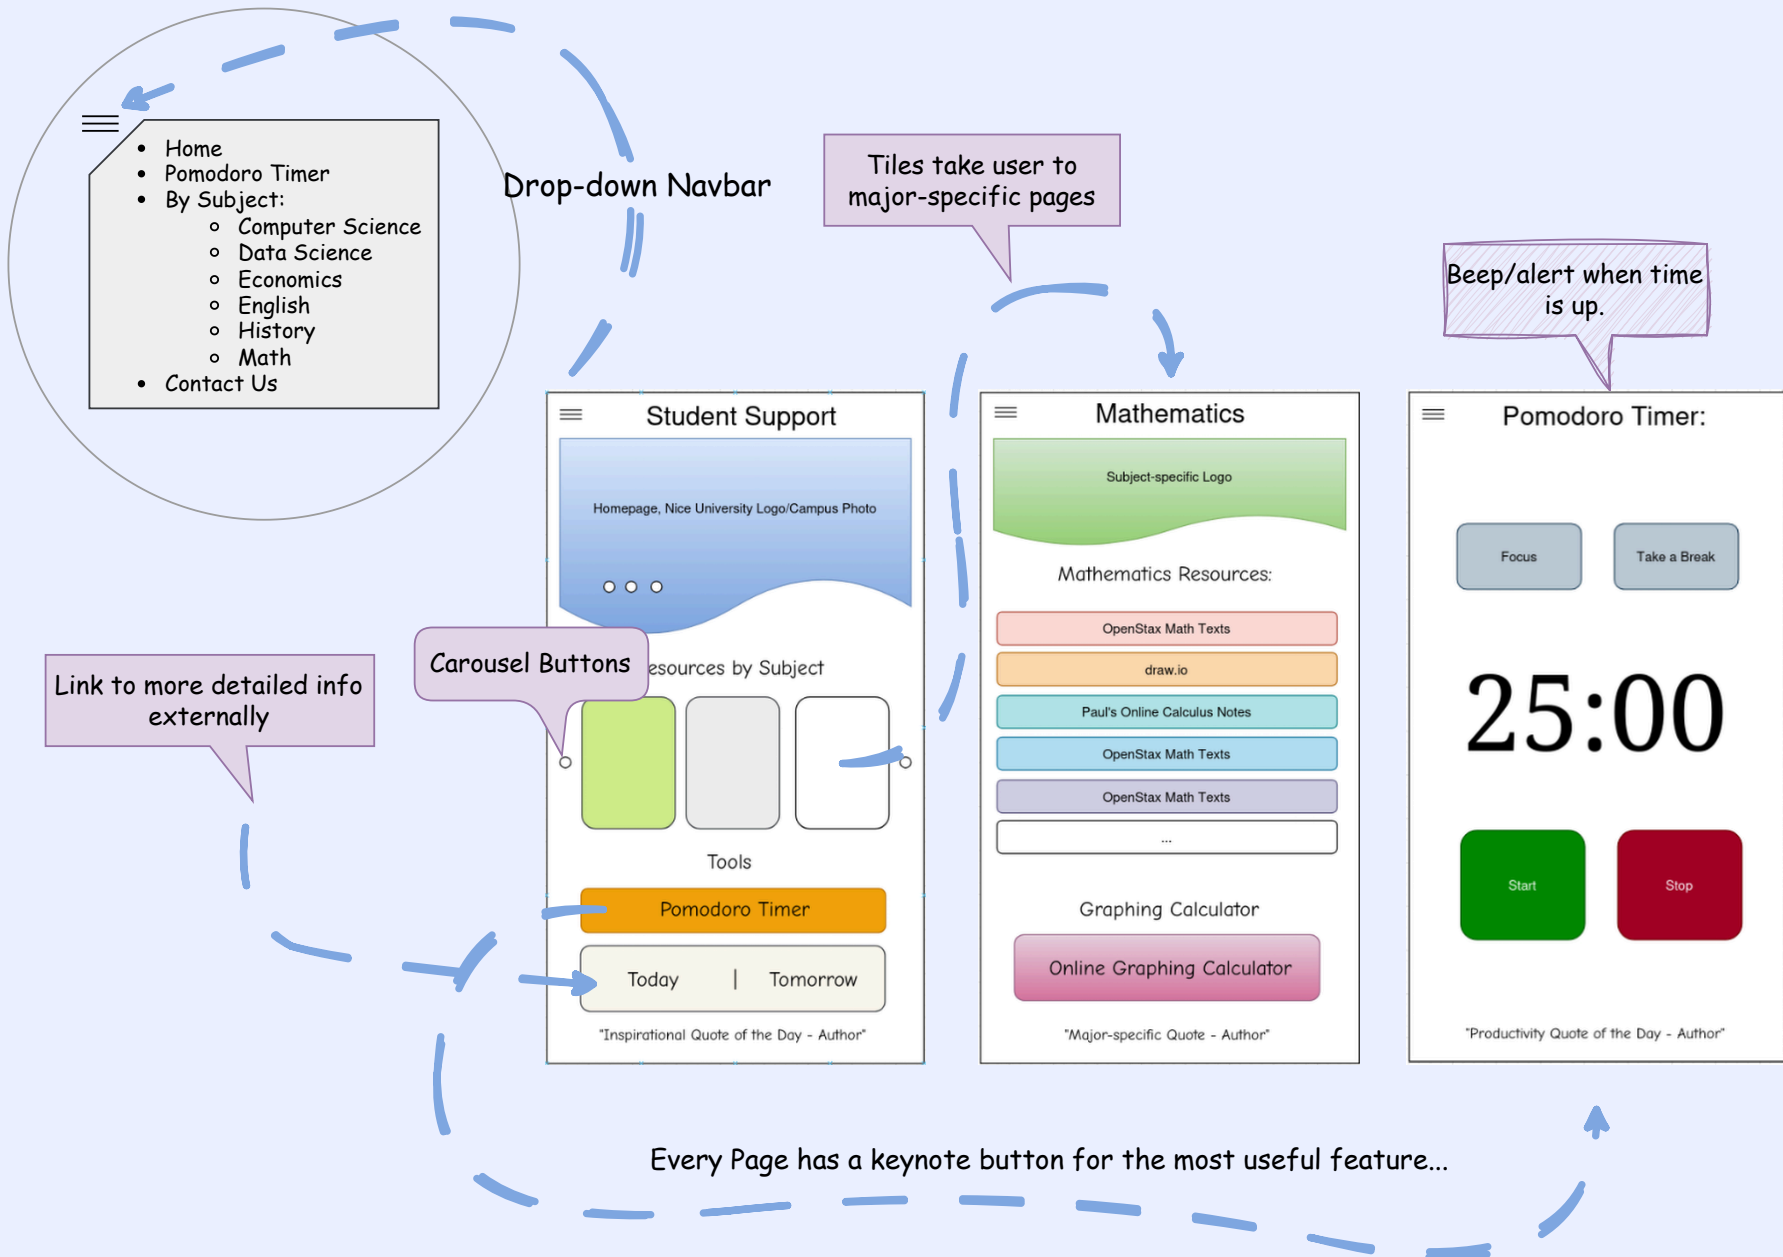 Home
Pomodoro Timer
By Subject:
Computer Science
Data Science
Economics
English
History
Math
Contact Us
Drop-down Navbar
Tiles take user to
major-specific pages
Beep/alert when time
is up.
Link to more detailed info
externally
Carousel Buttons
Student Support
Homepage, Nice University Logo/Campus Photo
esources by Subject
Tools
Pomodoro Timer
Today | Tomorrow
"Inspirational Quote of the Day - Author"
Mathematics
Subject-specific Logo
Mathematics Resources:
OpenStax Math Texts
draw.io
Paul's Online Calculus Notes
OpenStax Math Texts
OpenStax Math Texts
...
Graphing Calculator
Online Graphing Calculator
"Major-specific Quote - Author"
Pomodoro Timer:
Focus
Take a Break
25:00
Start
Stop
"Productivity Quote of the Day - Author"
Every Page has a keynote button for the most useful feature...